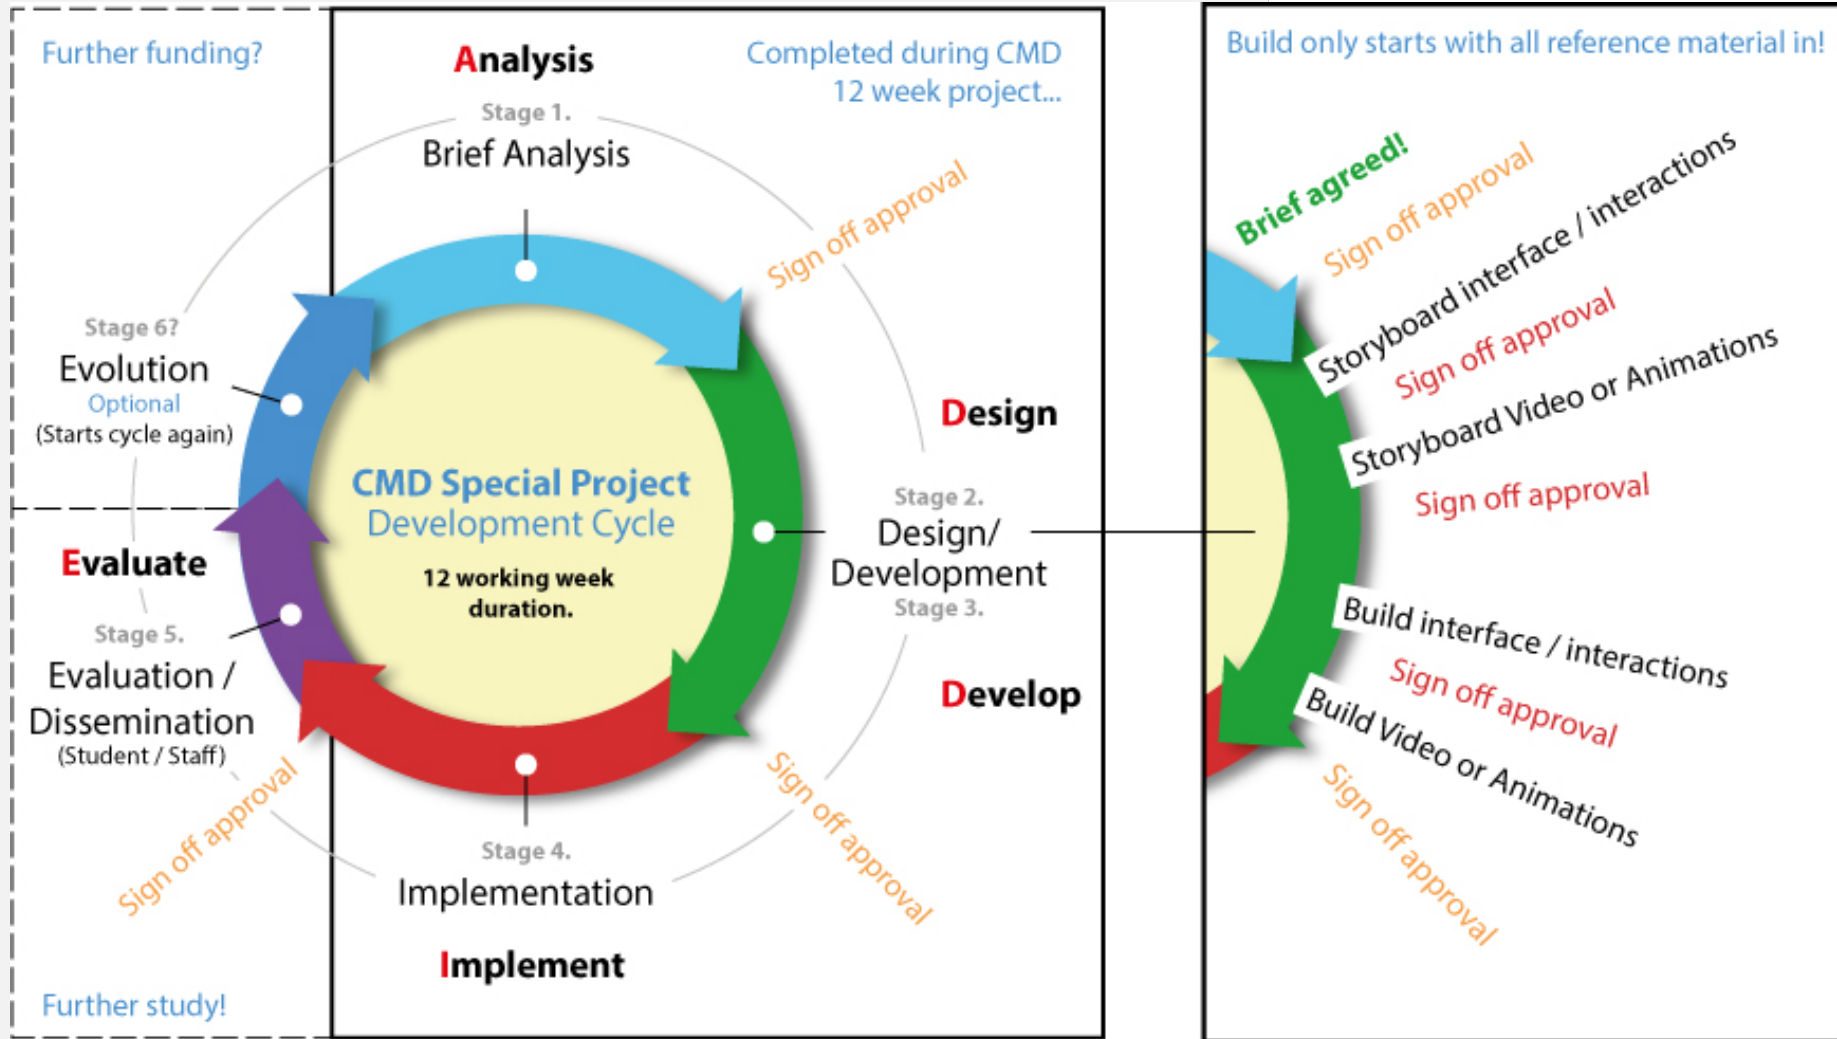 Further funding?
Analysis
Completed during CMD
12 week project...
Stage 1.
Brief Analysis
Sign off approval
Stage 6?
Evolution
Optional
(Starts cycle again)
Design
CMD Special Project
Development Cycle
12 working week
duration.
Stage 2.
Design/
Development
Stage 3.
Evaluate
Stage 5.
Evaluation /
Dissemination
(Student / Staff)
Develop
Sign off approval
Sign off approval
Stage 4.
Implementation
Implement
Further study!
Build only starts with all reference material in!
Brief agreed!
Sign off approval
Storyboard interface / interactions
Sign off approval
Storyboard Video or Animations
Sign off approval
Build interface / interactions
Sign off approval
Build Video or Animations
Sign off approval